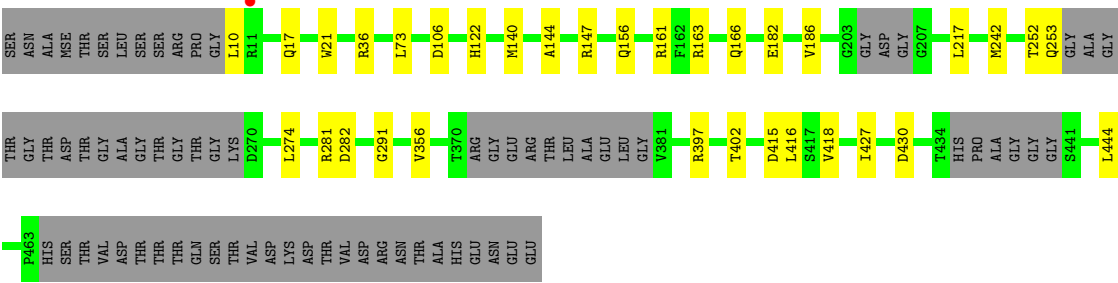 SER ASN ALA MSE THR SER LEU SER SER ARG PRO GLY L10 R11 Q17 W21 R36 L73 D106 H122 M140 A144 R147 Q156 R161 F162 R163 Q166 E182 V186 G203 GLY ASP GLY G207 L217 M242 T252 Q253 GLY ALA GLY
THR GLY THR ASP THR GLY ALA GLY THR GLY THR GLY LYS D270 L274 R281 D282 G291 V356 T370 ARG GLY GLU ARG THR LEU ALA GLU LEU GLY V381 R397 T402 D415 L416 S417 V418 I427 D430 T434 HIS PRO ALA GLY GLY GLY S441 L444
P463 HIS SER THR VAL ASP THR THR THR GLN SER THR VAL ASP LYS ASP THR VAL ASP ARG ASN THR ALA HIS GLU ASN GLU GLU